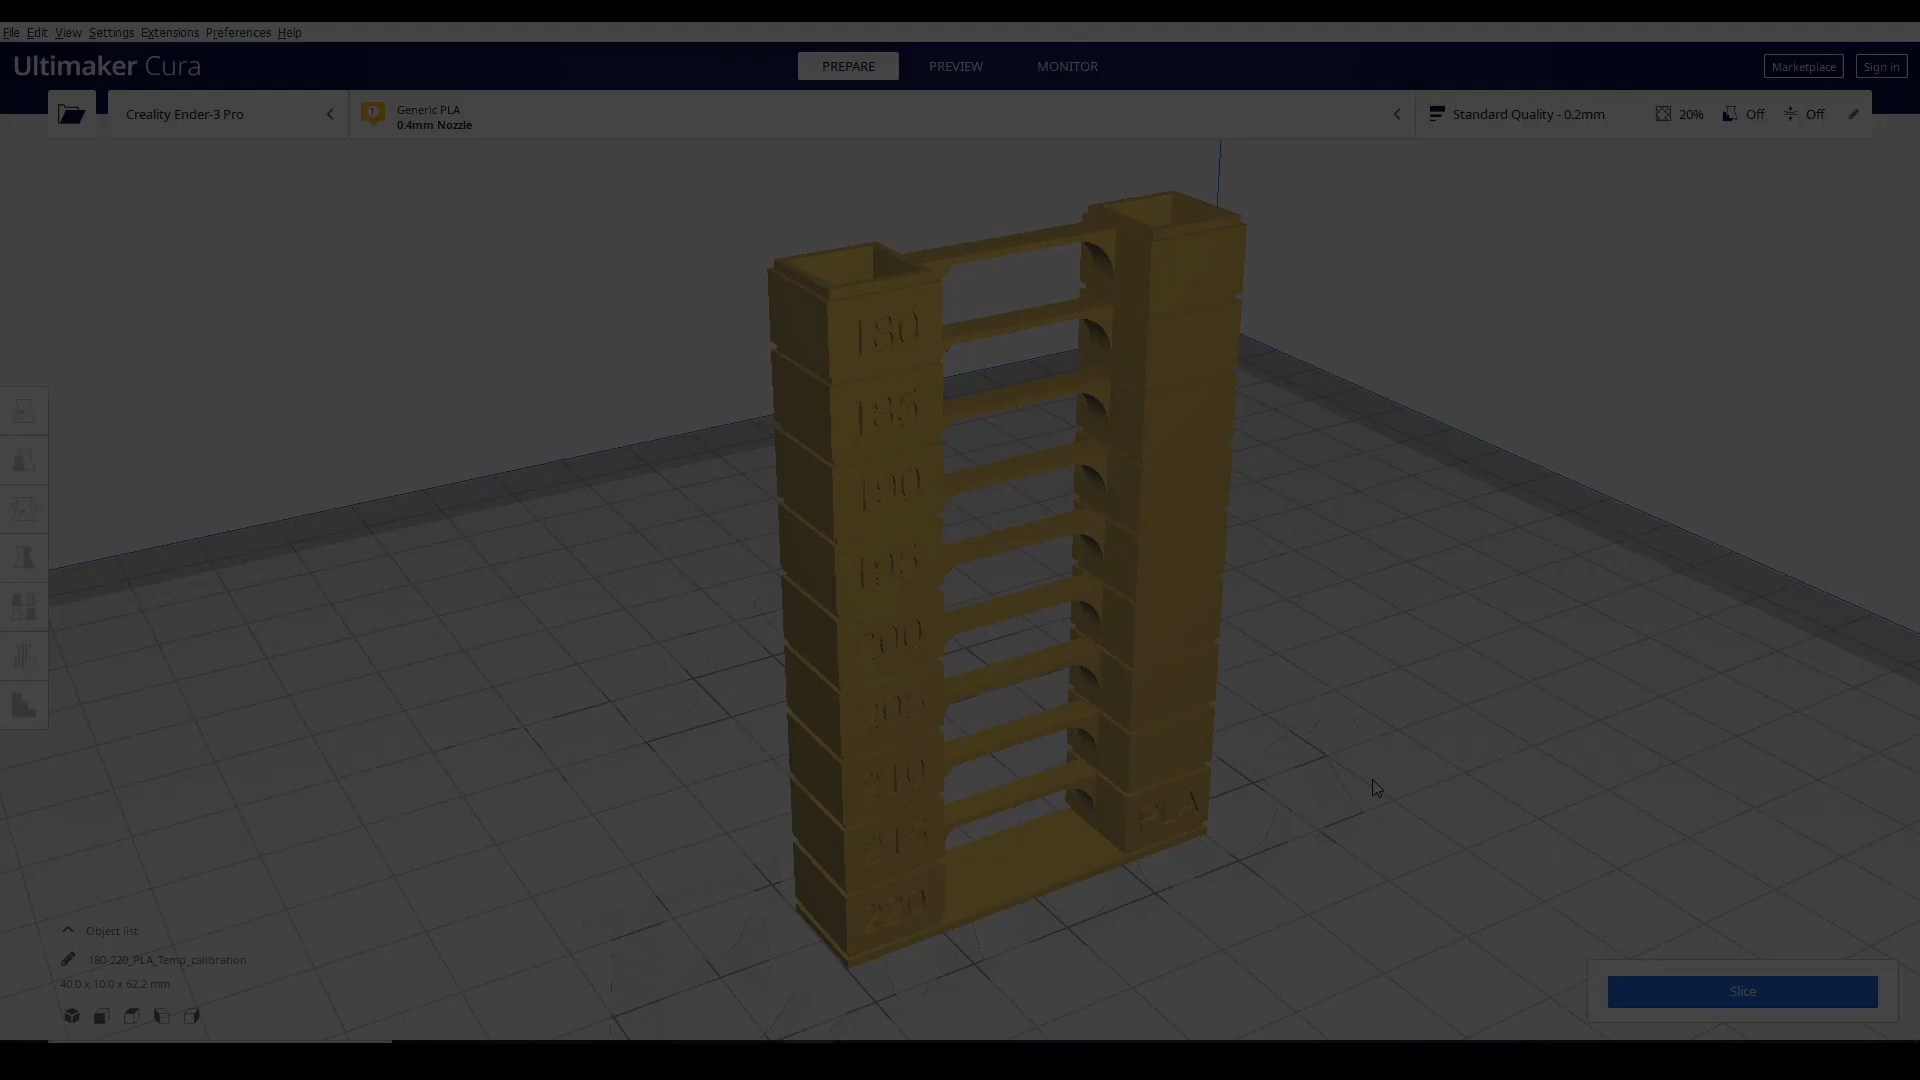 File Edit View Settings Extensions Preferences Help
Ultimaker Cura
PREPARE PREVIEW MONITOR
Marketplace Sign in
Creality Ender-3 Pro
1
Generic PLA
0.4mm Nozzle
Standard Quality - 0.2mm
20% Off Off
180
185
190
195
200
205
210
215
220
PLA
Object list
180-220_PLA_Temp_calibration
40.0 x 10.0 x 62.2 mm
Slice